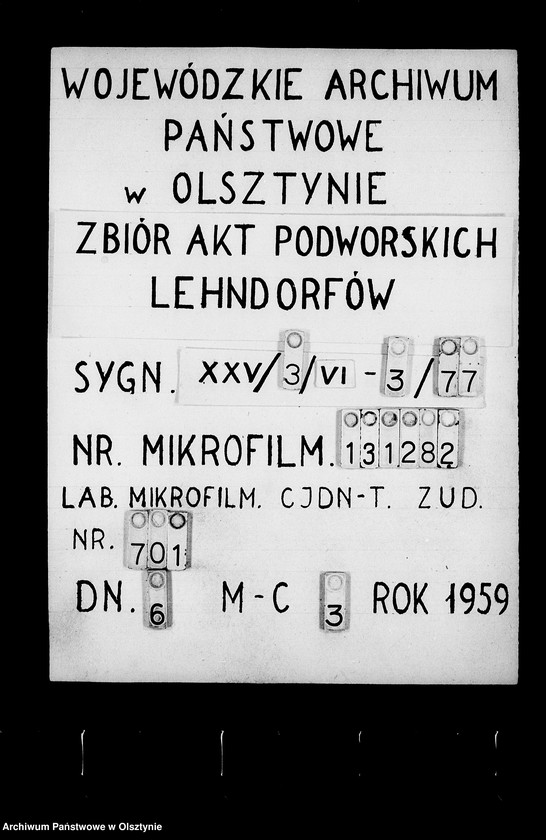 WOJEWÓDZKIE ARCHIWUM
PAŃSTWOWE
w OLSZTYNIE
ZBIÓR AKT PODWORSKICH
LEHNDORFÓW
SYGN. XXV/3/VI-3/77
NR. MIKROFILM. 131282
LAB. MIKROFILM. CJDN-T. ZUD.
NR. 701
DN. 6 M-C 3 ROK 1959
Archiwum Państwowe w Olsztynie